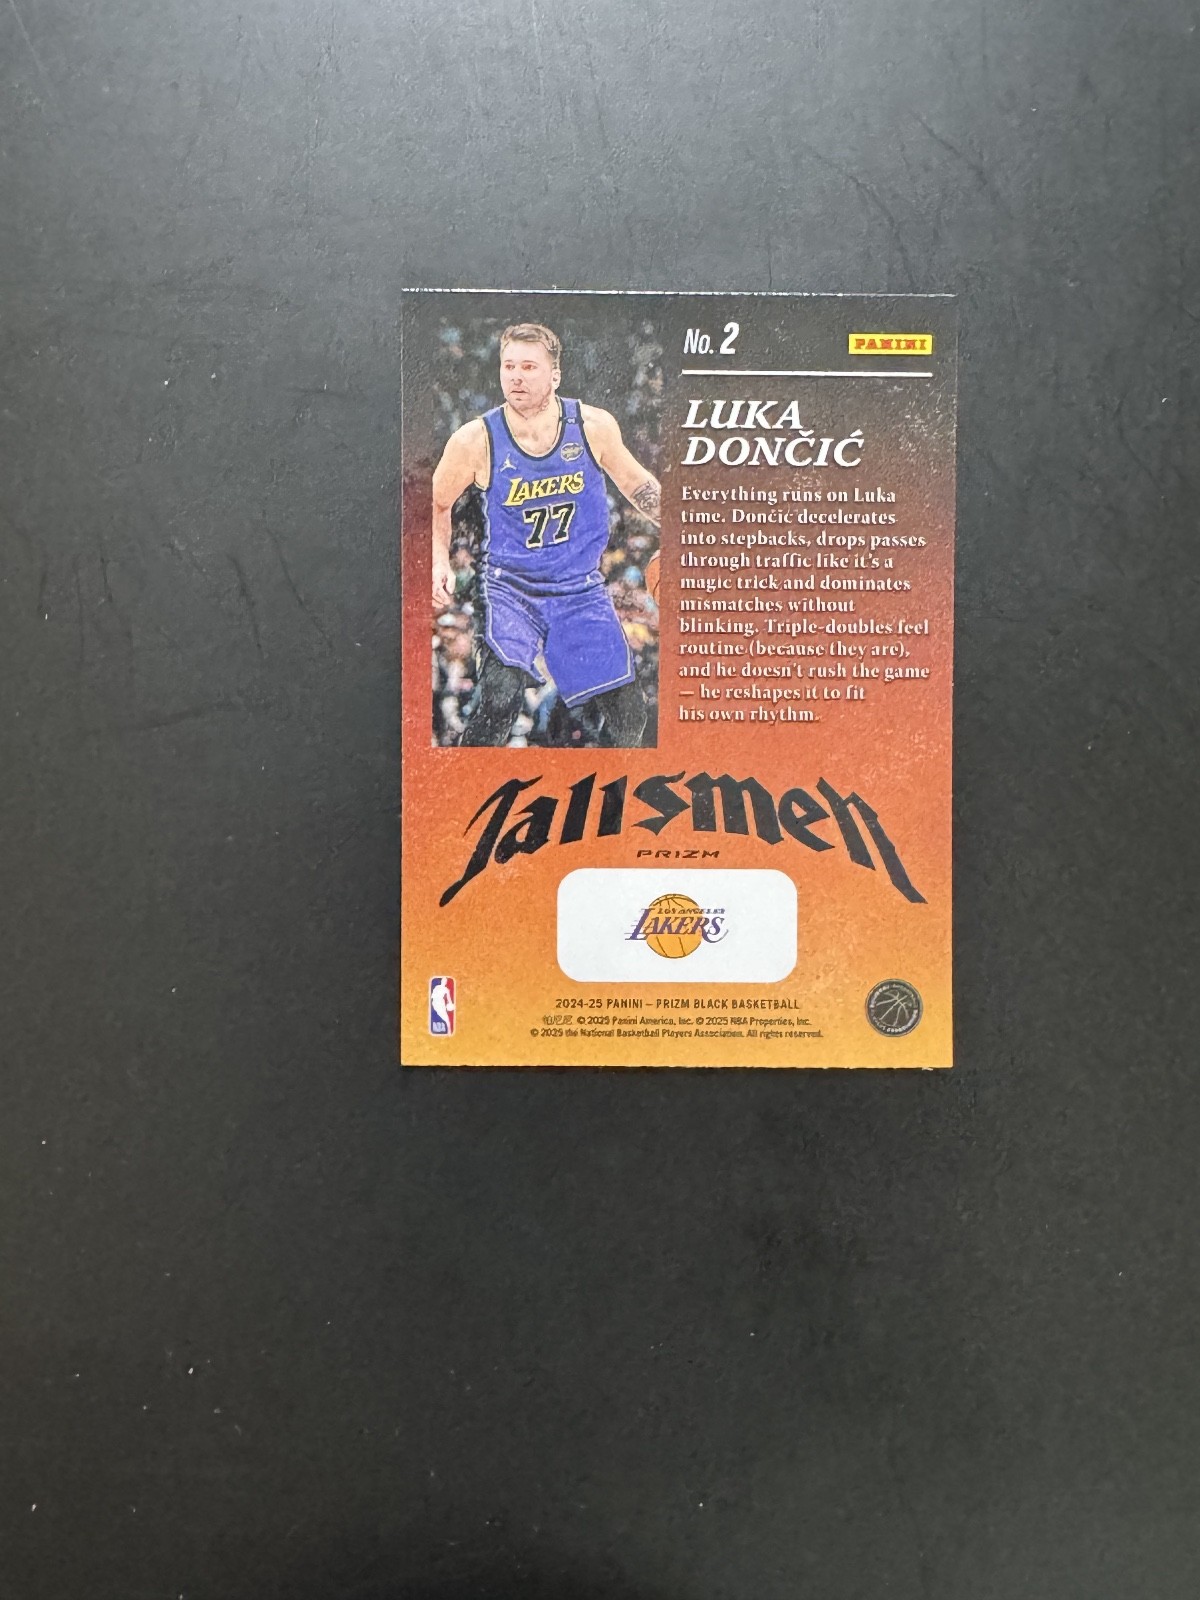 No. 2
PANINI
LUKA
DONČIĆ
Everything runs on Luka
time. Dončić decelerates
into stepbacks, drops passes
through traffic like it's a
magic trick and dominates
mismatches without
blinking. Triple-doubles feel
routine (because they are),
and he doesn't rush the game
— he reshapes it to fit
his own rhythm.
LAKERS
77
Talismen
PRIZM
LOS ANGELES
LAKERS
NBA
2024-25 PANINI – PRIZM BLACK BASKETBALL
© 2025 Panini America, Inc. © 2025 NBA Properties, Inc.
© 2025 the National Basketball Players Association. All rights reserved.